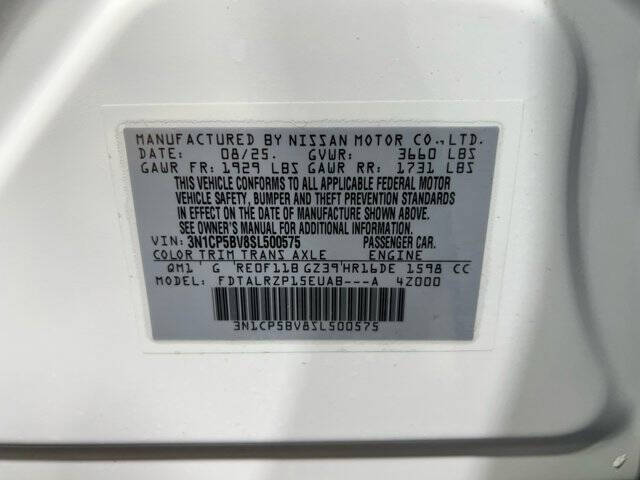 MANUFACTURED BY NISSAN MOTOR CO.,LTD.
DATE: 08/25. GVWR: 3660 LBS
GAWR FR: 1929 LBS GAWR RR: 1731 LBS
THIS VEHICLE CONFORMS TO ALL APPLICABLE FEDERAL MOTOR
VEHICLE SAFETY, BUMPER AND THEFT PREVENTION STANDARDS
IN EFFECT ON THE DATE OF MANUFACTURE SHOWN ABOVE.
SEE OWNER'S MANUAL FOR ADDITIONAL INFORMATION.
VIN: 3N1CP5BV8SL500575 PASSENGER CAR.
COLOR TRIM TRANS AXLE ENGINE
QM1 G RE0F11B GZ39 HR16DE 1598 CC
MODEL: FDTALRZP15EUAB---A 4Z000
3N1CP5BV8SL500575